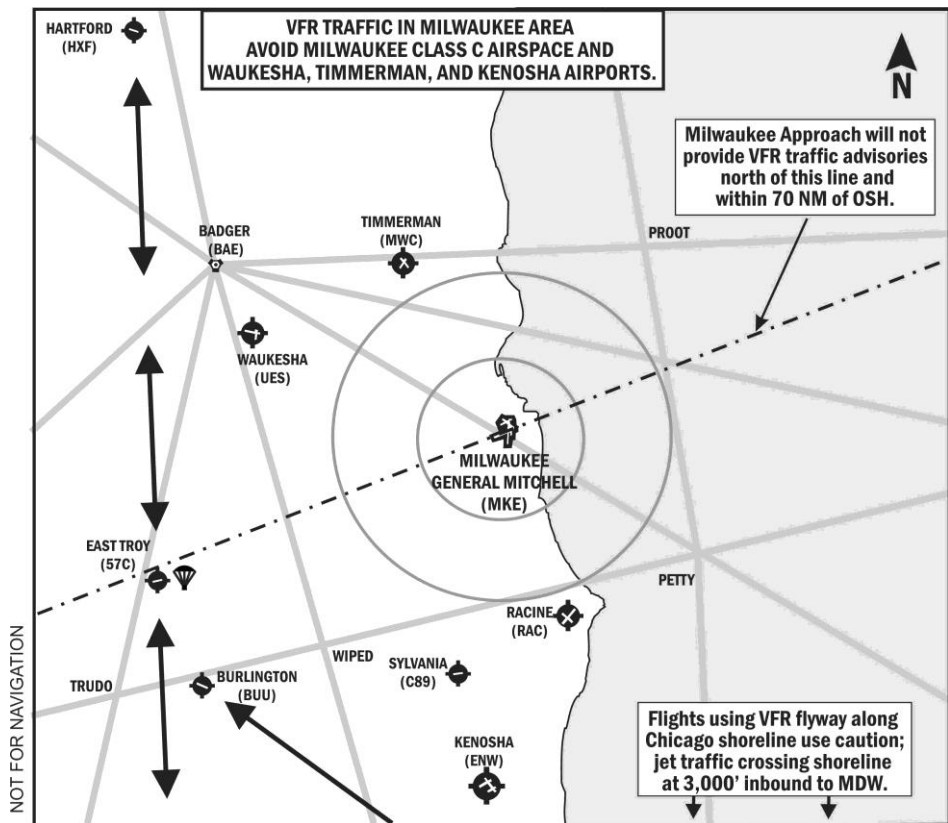 HARTFORD
(HXF)
VFR TRAFFIC IN MILWAUKEE AREA
AVOID MILWAUKEE CLASS C AIRSPACE AND
WAUKESHA, TIMMERMAN, AND KENOSHA AIRPORTS.
N
Milwaukee Approach will not
provide VFR traffic advisories
north of this line and
within 70 NM of OSH.
BADGER
(BAE)
TIMMERMAN
(MWC)
PROOT
WAUKESHA
(UES)
MILWAUKEE
GENERAL MITCHELL
(MKE)
EAST TROY
(57C)
PETTY
RACINE
(RAC)
WIPED
SYLVANIA
(C89)
TRUDO
BURLINGTON
(BUU)
KENOSHA
(ENW)
Flights using VFR flyway along
Chicago shoreline use caution;
jet traffic crossing shoreline
at 3,000' inbound to MDW.
NOT FOR NAVIGATION